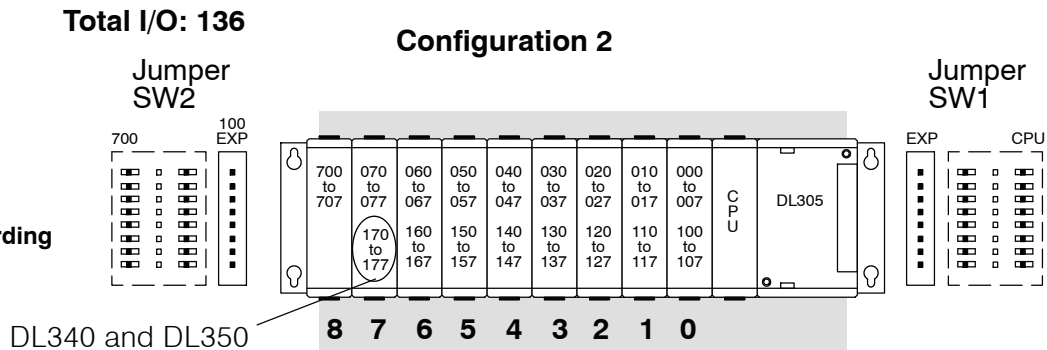 Total I/O: 136
Configuration 2
Jumper
SW2
Jumper
SW1
700
100
EXP
EXP
CPU
700
to
707
070
to
077
060
to
067
050
to
057
040
to
047
030
to
037
020
to
027
010
to
017
000
to
007
170
to
177
160
to
167
150
to
157
140
to
147
130
to
137
120
to
127
110
to
117
100
to
107
C
P
U
DL305
rding
DL340 and DL350
8 7 6 5 4 3 2 1 0